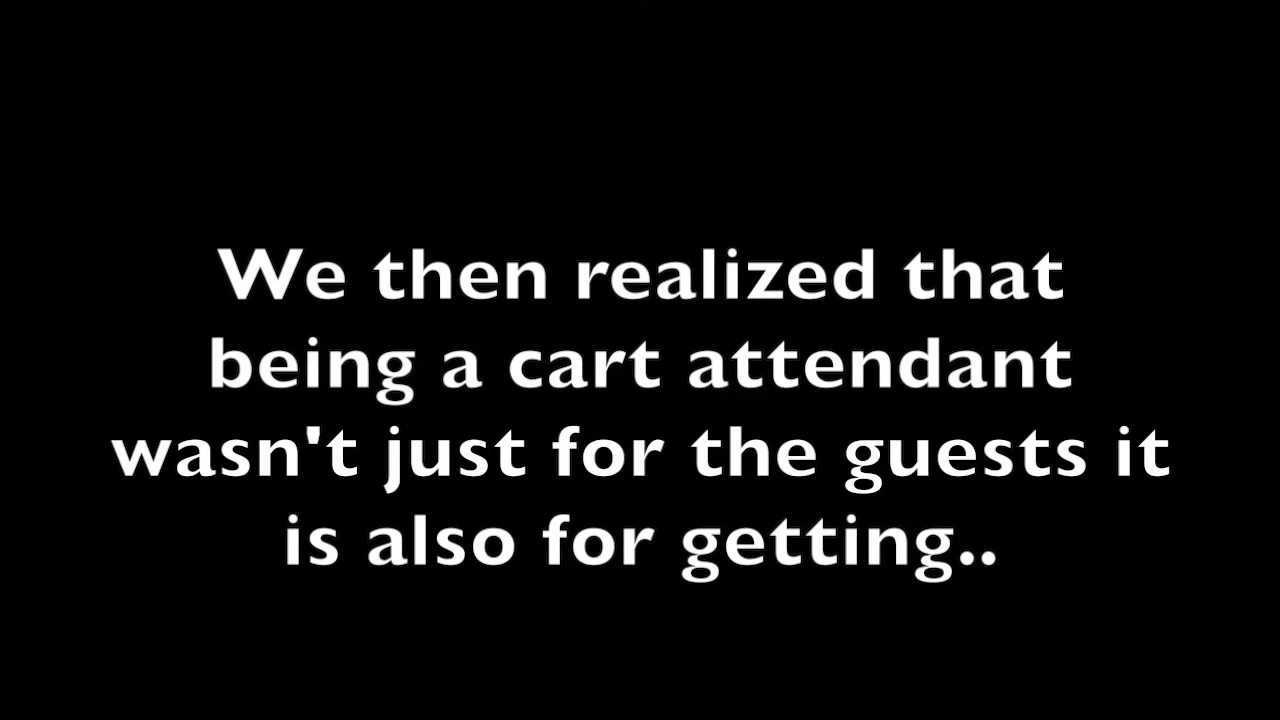 We then realized that
being a cart attendant
wasn't just for the guests it
is also for getting..